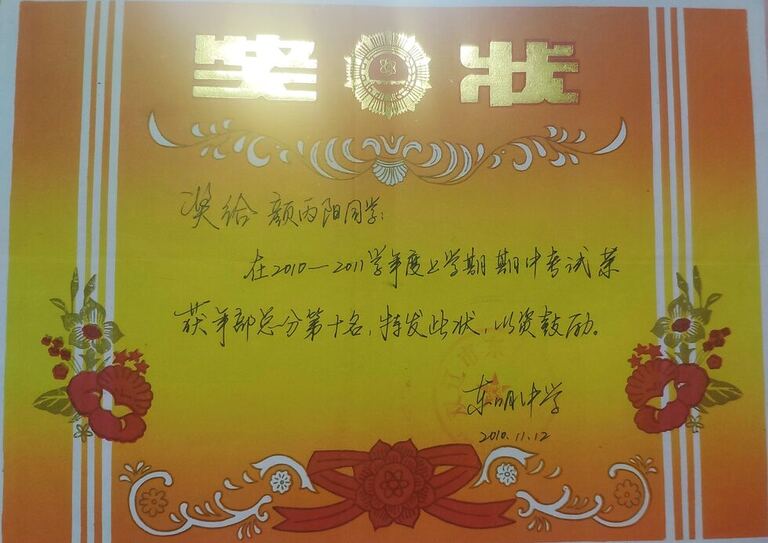 奖状
奖给 颜丙阳同学:
在2010—2011学年度上学期期中考试荣
获年部总分第十名,特发此状,以资鼓励。
东明中学
2010.11.12